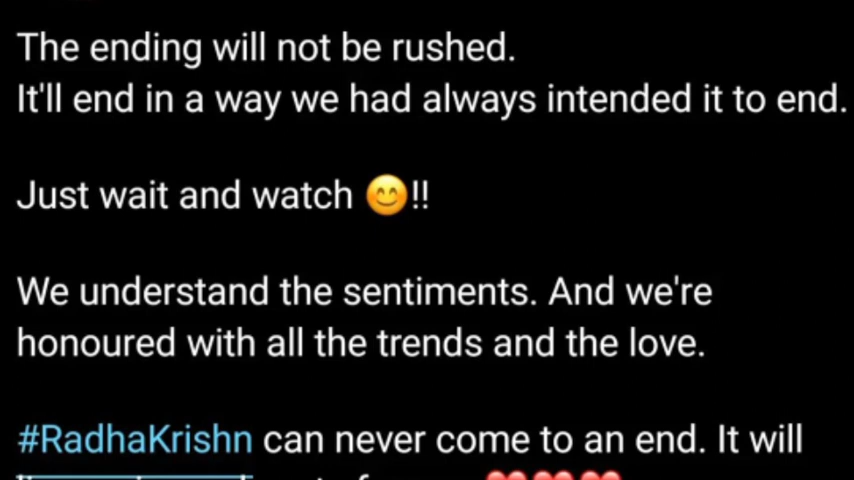 The ending will not be rushed.
It'll end in a way we had always intended it to end.
Just wait and watch 😊!!
We understand the sentiments. And we're
honoured with all the trends and the love.
#RadhaKrishn can never come to an end. It will
❤️❤️❤️